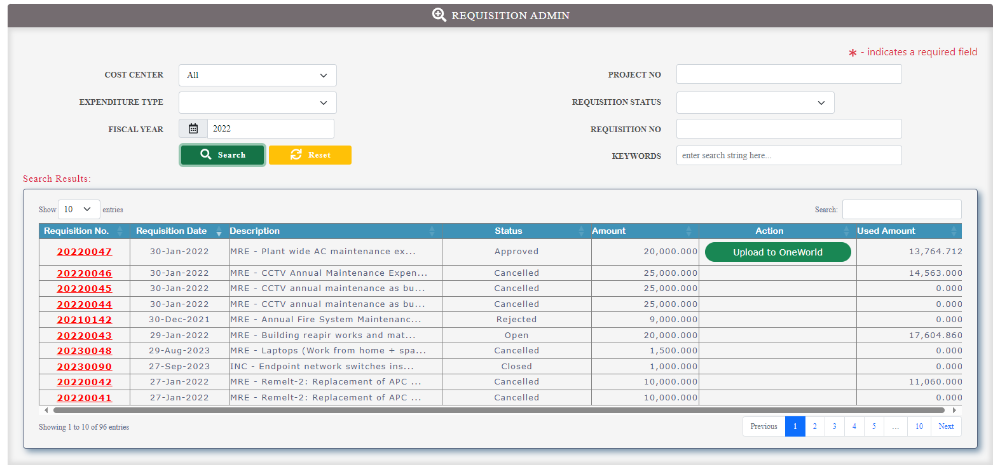 REQUISITION ADMIN
* - indicates a required field
COST CENTER All PROJECT NO
EXPENDITURE TYPE REQUISITION STATUS
FISCAL YEAR 2022 REQUISITION NO
Search Reset KEYWORDS enter search string here...
Search Results:
Show 10 entries Search:
Requisition No. Requisition Date Description Status Amount Action Used Amount
20220047 30-Jan-2022 MRE - Plant wide AC maintenance ex... Approved 20,000.000 Upload to OneWorld 13,764.712
20220046 30-Jan-2022 MRE - CCTV Annual Maintenance Expen... Cancelled 25,000.000 14,563.000
20220045 30-Jan-2022 MRE - CCTV annual maintenance as bu... Cancelled 25,000.000 0.000
20220044 30-Jan-2022 MRE - CCTV annual maintenance as bu... Cancelled 25,000.000 0.000
20210142 30-Dec-2021 MRE - Annual Fire System Maintenanc... Rejected 9,000.000 0.000
20220043 29-Jan-2022 MRE - Building reapir works and mat... Open 20,000.000 17,604.860
20230048 29-Aug-2023 MRE - Laptops (Work from home + spa... Cancelled 1,500.000 0.000
20230090 27-Sep-2023 INC - Endpoint network switches ins... Closed 1,000.000 0.000
20220042 27-Jan-2022 MRE - Remelt-2: Replacement of APC ... Cancelled 10,000.000 11,060.000
20220041 27-Jan-2022 MRE - Remelt-2: Replacement of APC ... Cancelled 10,000.000 0.000
Showing 1 to 10 of 96 entries Previous 1 2 3 4 5 ... 10 Next